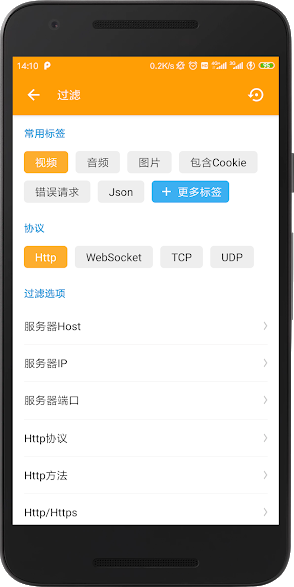 14:10 0.2K/s
过滤
常用标签
视频 音频 图片 包含Cookie
错误请求 Json + 更多标签
协议
Http WebSocket TCP UDP
过滤选项
服务器Host
服务器IP
服务器端口
Http协议
Http方法
Http/Https